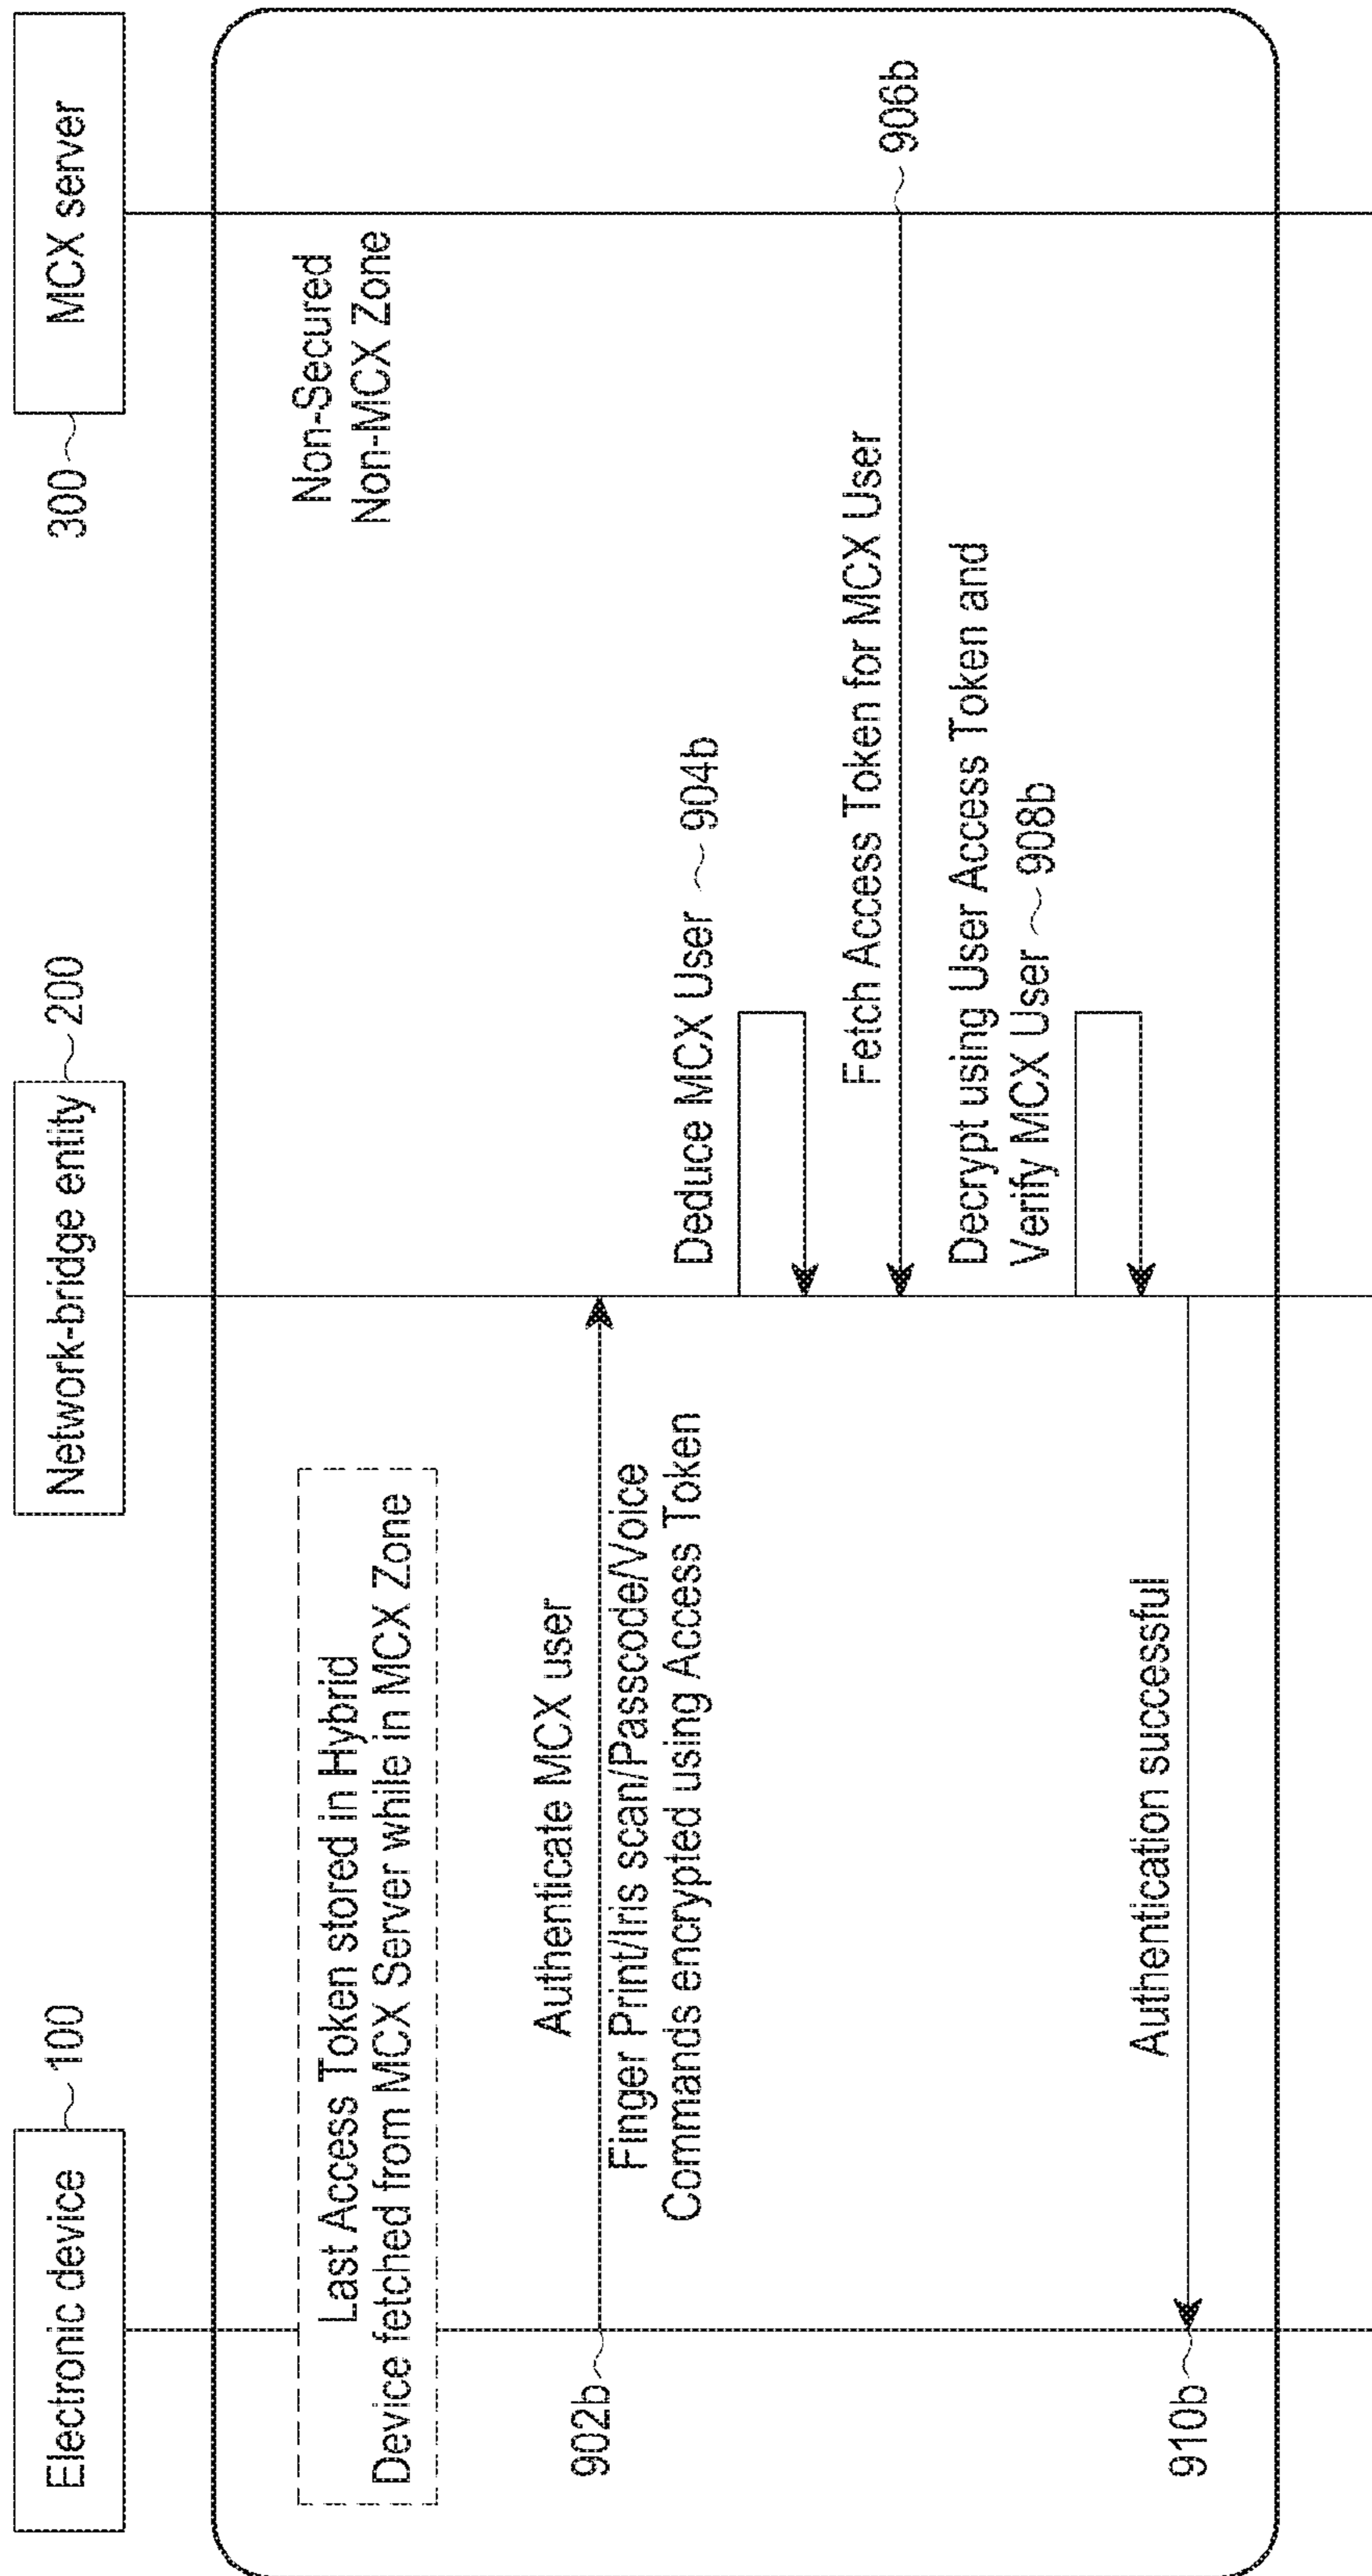 Electronic device ~ 100
Network-bridge entity ~ 200
300 ~ MCX server
Last Access Token stored in Hybrid
Device fetched from MCX Server while in MCX Zone
Non-Secured
Non-MCX Zone
Authenticate MCX user
902b ~
Finger Print/Iris scan/Passcode/Voice
Commands encrypted using Access Token
Deduce MCX User ~ 904b
Fetch Access Token for MCX User
~ 906b
Decrypt using User Access Token and
Verify MCX User ~ 908b
Authentication successful
910b ~